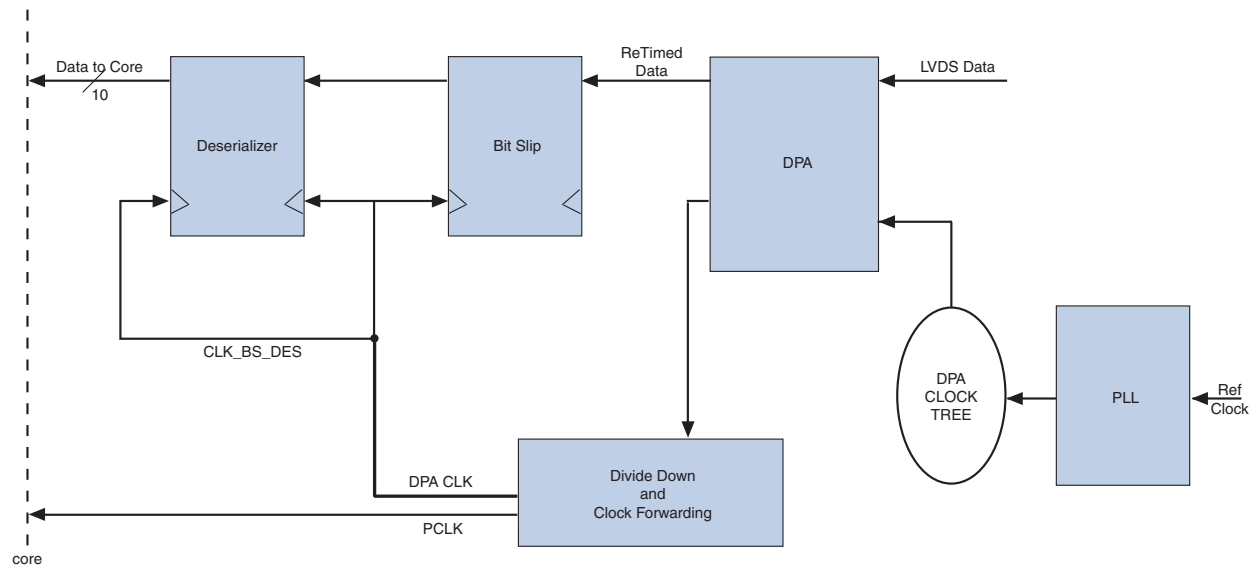 Data to Core
10
Deserializer
Bit Slip
ReTimed
Data
DPA
LVDS Data
CLK_BS_DES
DPA
CLOCK
TREE
PLL
Ref
Clock
DPA CLK
Divide Down
and
Clock Forwarding
PCLK
core